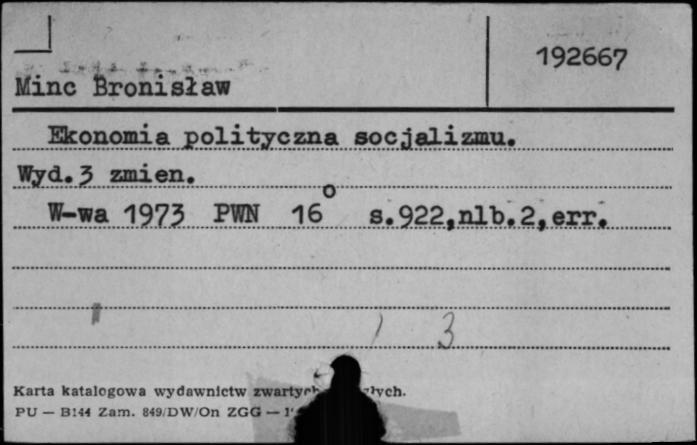 192667
Minc Bronisław
Ekonomia polityczna socjalizmu.
Wyd.3 zmien.
W-wa 1973 PWN 16° s.922,nlb.2,err.
) 3
Karta katalogowa wydawnictw
PU — B144 Zam. 849/DW/On ZGG —